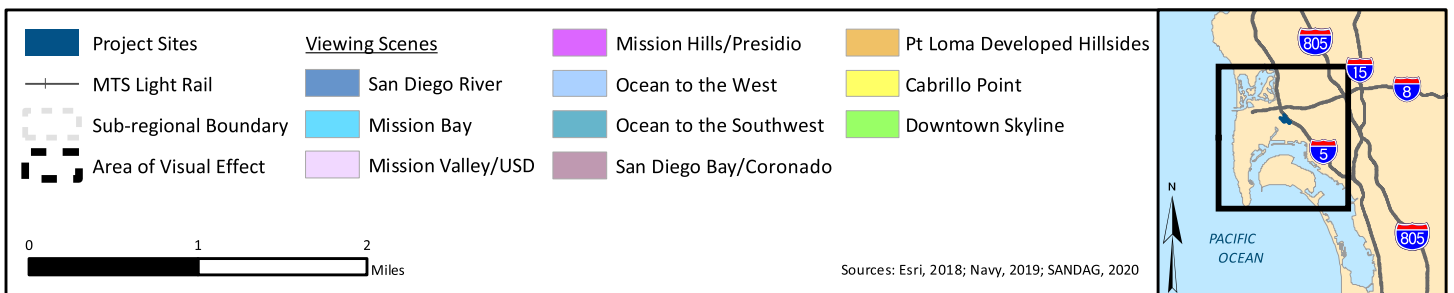 Project Sites
MTS Light Rail
Sub-regional Boundary
Area of Visual Effect
Viewing Scenes
San Diego River
Mission Bay
Mission Valley/USD
Mission Hills/Presidio
Ocean to the West
Ocean to the Southwest
San Diego Bay/Coronado
Pt Loma Developed Hillsides
Cabrillo Point
Downtown Skyline
0 1 2
Miles
Sources: Esri, 2018; Navy, 2019; SANDAG, 2020
805
15
8
5
N
805
PACIFIC
OCEAN